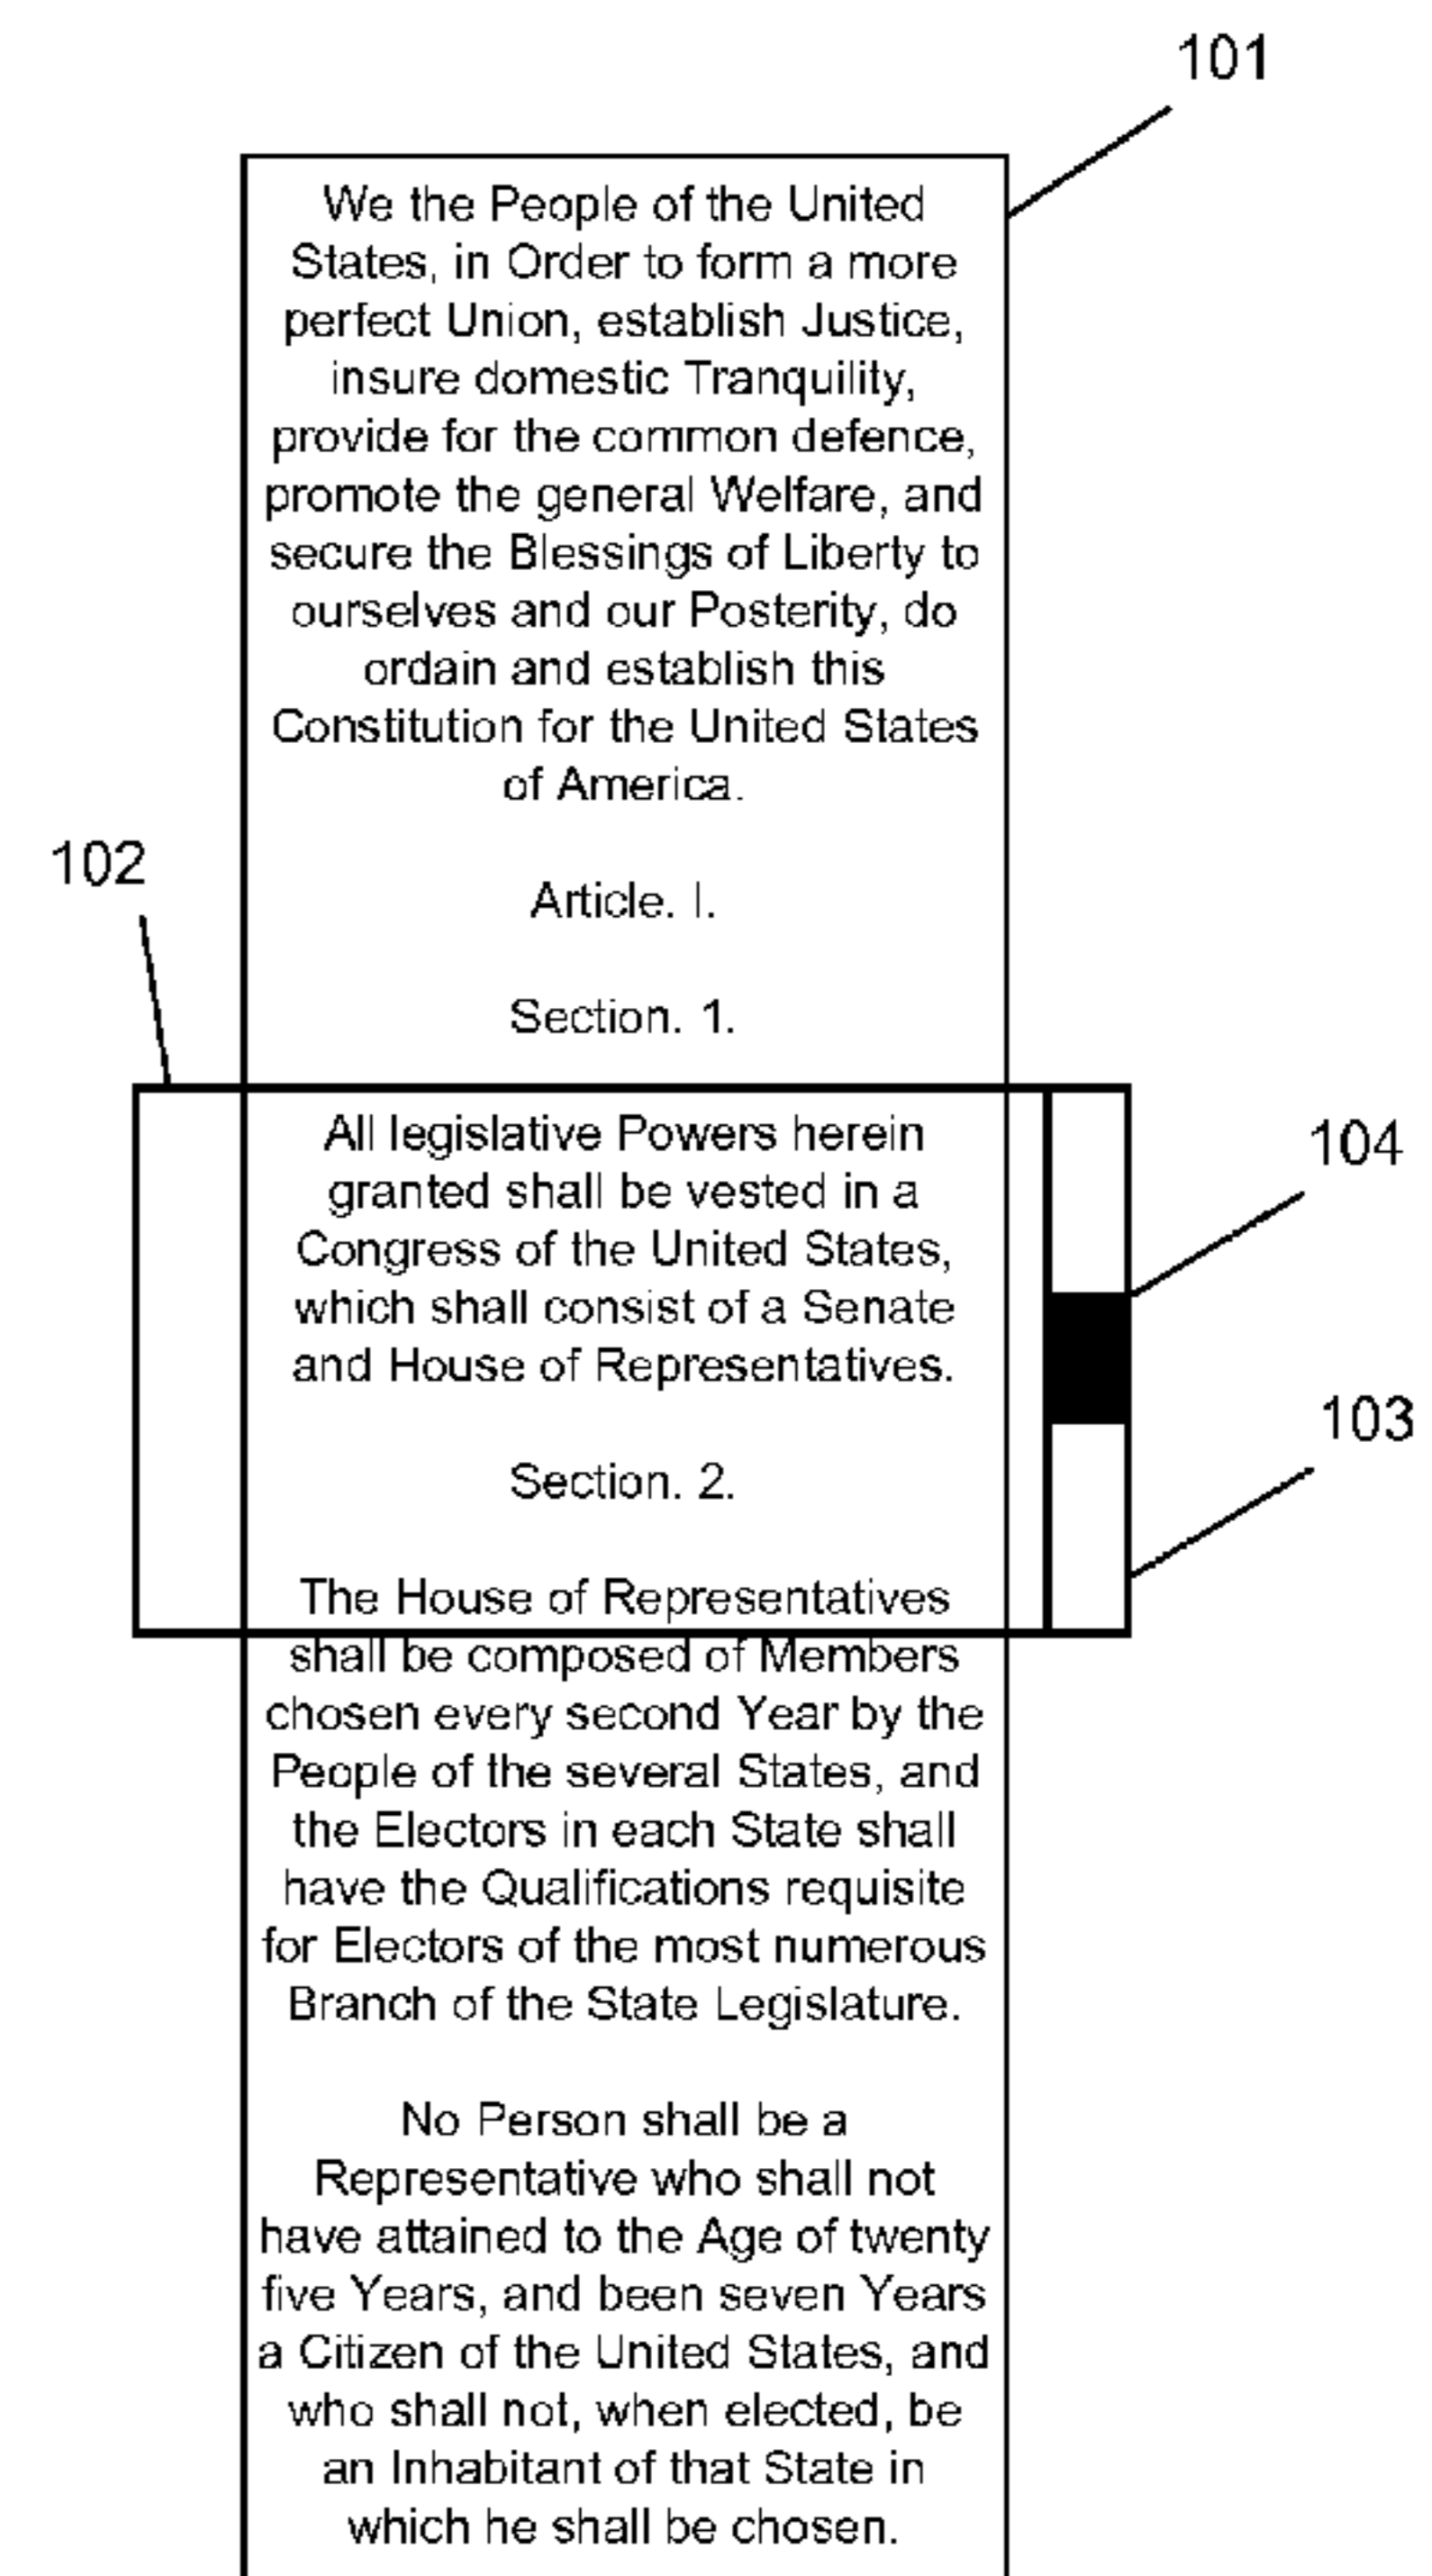 101
We the People of the United
States, in Order to form a more
perfect Union, establish Justice,
insure domestic Tranquility,
provide for the common defence,
promote the general Welfare, and
secure the Blessings of Liberty to
ourselves and our Posterity, do
ordain and establish this
Constitution for the United States
of America.
102
Article. I.
Section. 1.
All legislative Powers herein
104
granted shall be vested in a
Congress of the United States,
which shall consist of a Senate
and House of Representatives.
103
Section. 2.
The House of Representatives
shall be composed of Members
chosen every second Year by the
People of the several States, and
the Electors in each State shall
have the Qualifications requisite
for Electors of the most numerous
Branch of the State Legislature.
No Person shall be a
Representative who shall not
have attained to the Age of twenty
five Years, and been seven Years
a Citizen of the United States, and
who shall not, when elected, be
an Inhabitant of that State in
which he shall be chosen.